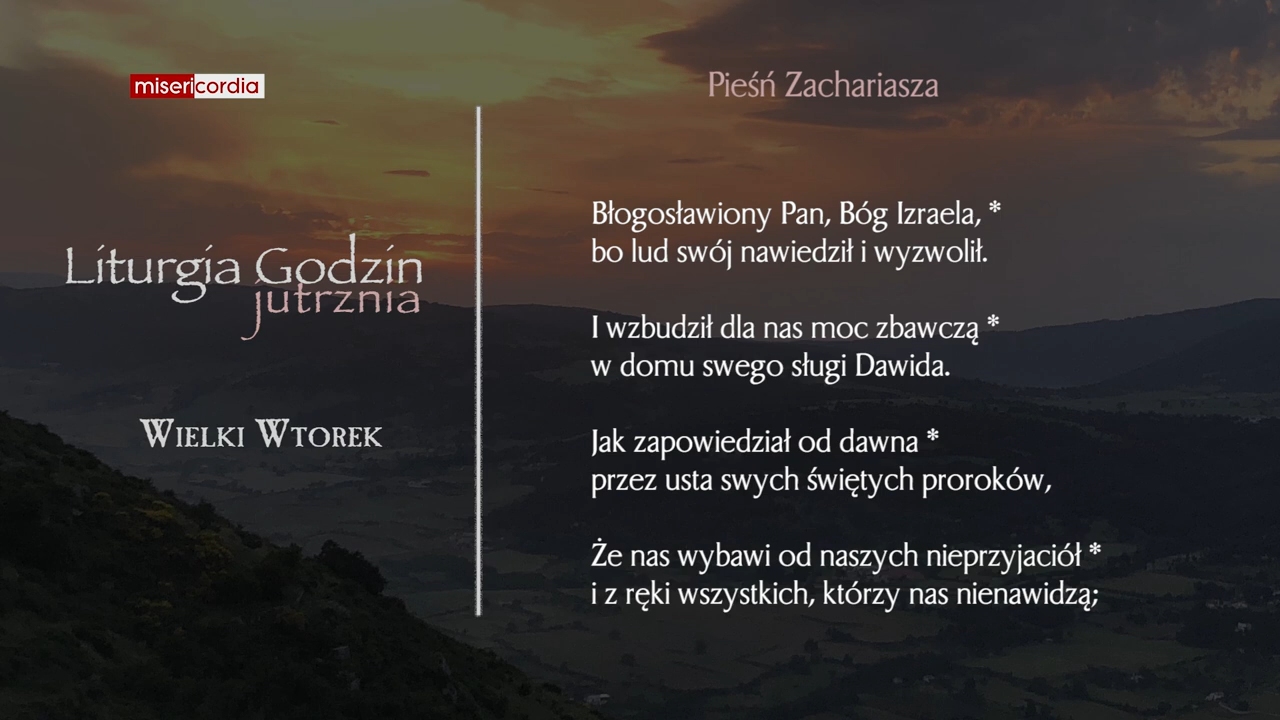 misericordia
Liturgia Godzin
jutrznia
Wielki Wtorek
Pieśń Zachariasza
Błogosławiony Pan, Bóg Izraela, *
bo lud swój nawiedził i wyzwolił.
I wzbudził dla nas moc zbawczą *
w domu swego sługi Dawida.
Jak zapowiedział od dawna *
przez usta swych świętych proroków,
Że nas wybawi od naszych nieprzyjaciół *
i z ręki wszystkich, którzy nas nienawidzą;